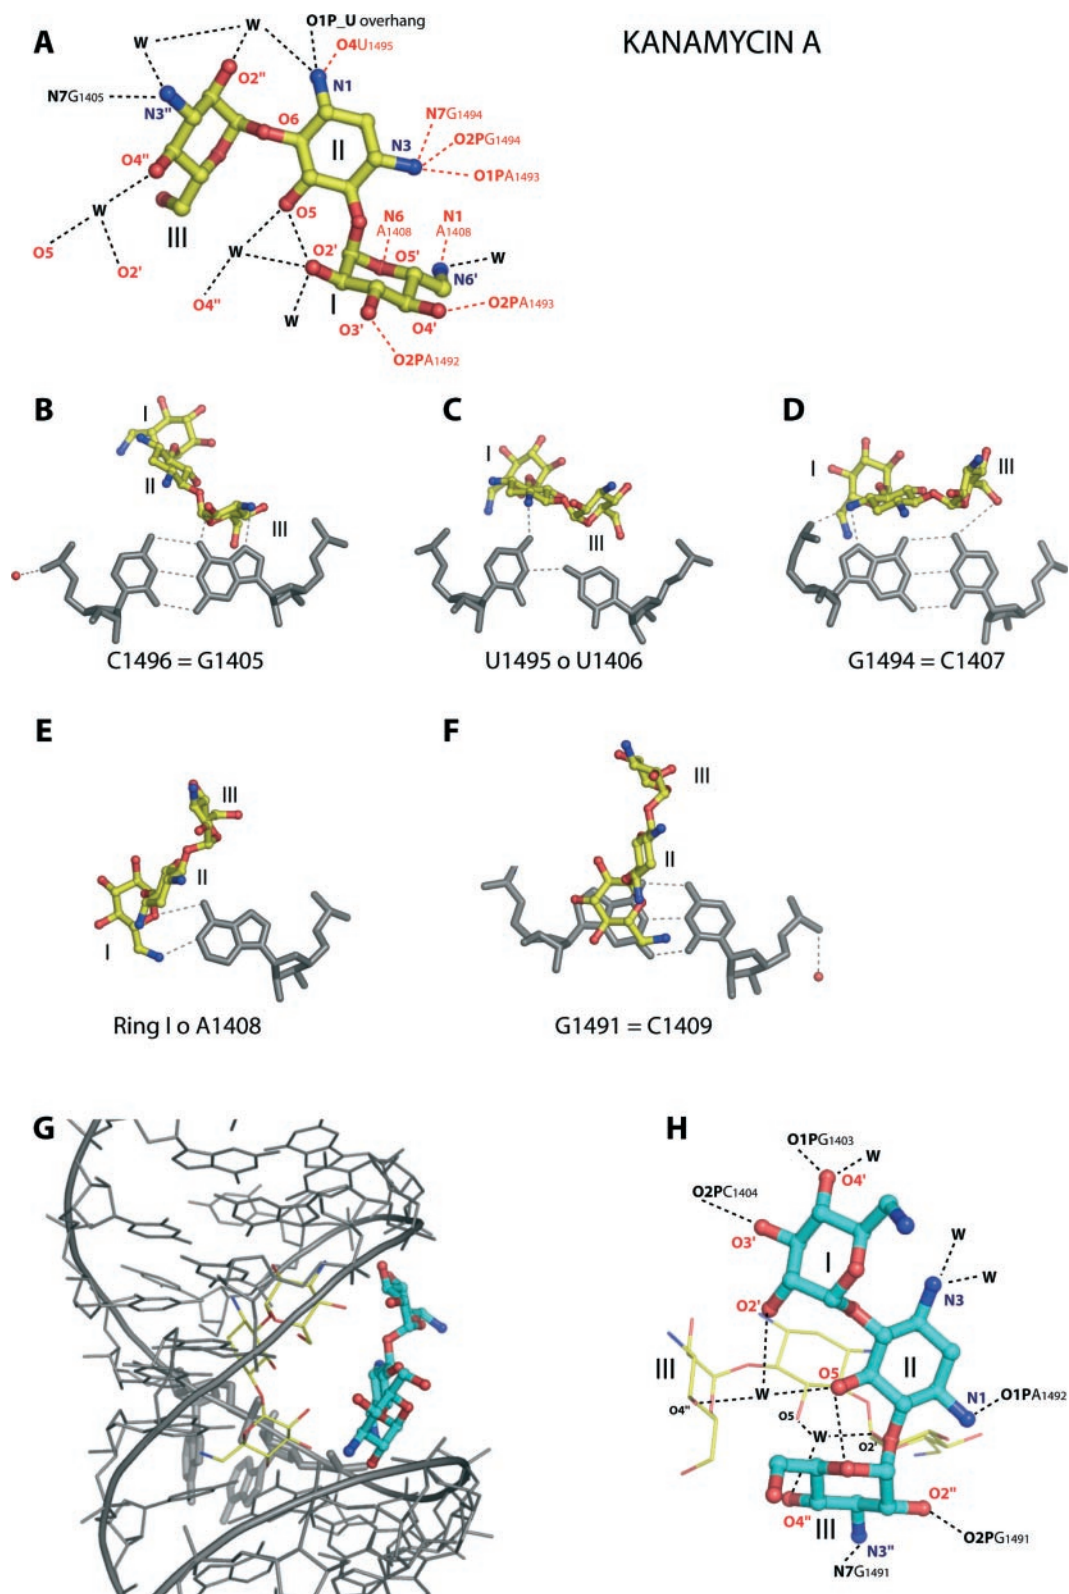 A
KANAMYCIN A
O1P_U overhang
W
W
O4U1495
O2"
N1
N7G1405
N3"
O6
N7G1494
II
N3
O2PG1494
O4"
O1PA1493
O5
W
III
N6
A1408
N1
A1408
O5
O2'
W
O2'
O5'
W
N6'
O4"
I
W
O3'
O4'
O2PA1493
O2PA1492
B
I
II
III
C1496 = G1405
C
I
III
U1495 o U1406
D
I
III
G1494 = C1407
E
III
II
I
Ring I o A1408
F
III
II
G1491 = C1409
G
H
O1PG1403
W
O4'
O2PC1404
O3'
I
W
W
N3
O2'
III
II
O5
N1
O1PA1492
W
O4"
O5
W
O2'
O2"
O4"
III
O2PG1491
N3"
N7G1491